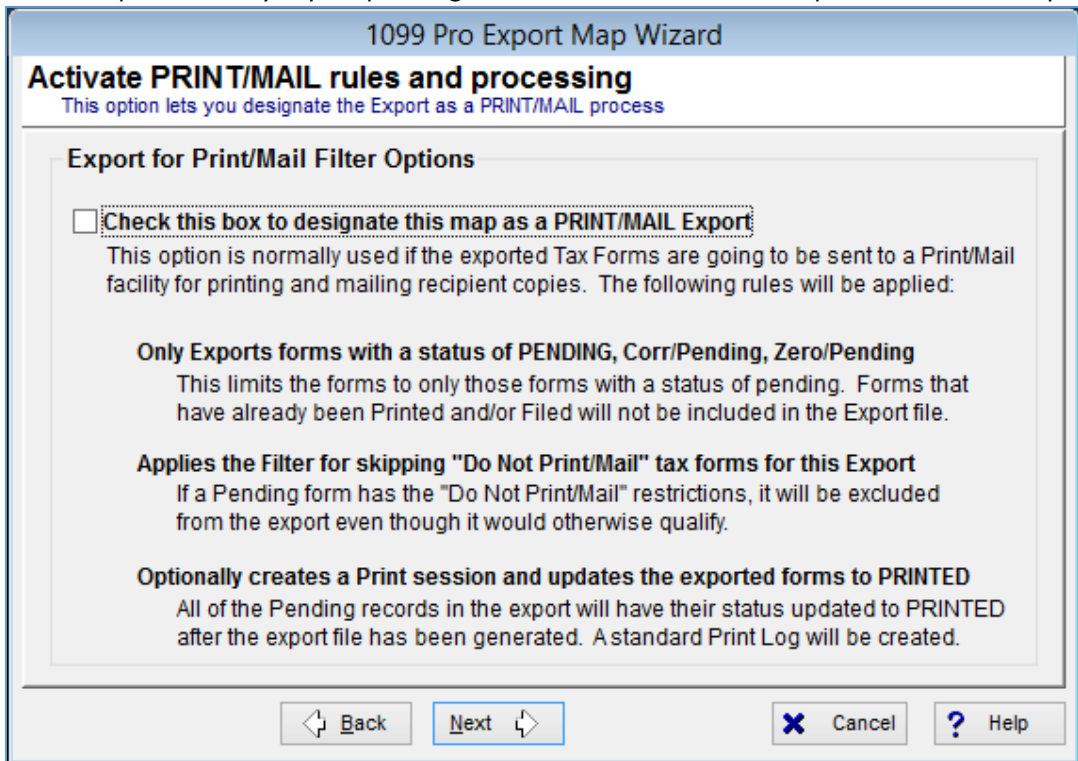 1099 Pro Export Map Wizard
Activate PRINT/MAIL rules and processing
This option lets you designate the Export as a PRINT/MAIL process
Export for Print/Mail Filter Options
Check this box to designate this map as a PRINT/MAIL Export
This option is normally used if the exported Tax Forms are going to be sent to a Print/Mail
facility for printing and mailing recipient copies. The following rules will be applied:
Only Exports forms with a status of PENDING, Corr/Pending, Zero/Pending
This limits the forms to only those forms with a status of pending. Forms that
have already been Printed and/or Filed will not be included in the Export file.
Applies the Filter for skipping "Do Not Print/Mail" tax forms for this Export
If a Pending form has the "Do Not Print/Mail" restrictions, it will be excluded
from the export even though it would otherwise qualify.
Optionally creates a Print session and updates the exported forms to PRINTED
All of the Pending records in the export will have their status updated to PRINTED
after the export file has been generated. A standard Print Log will be created.
Back Next Cancel ? Help